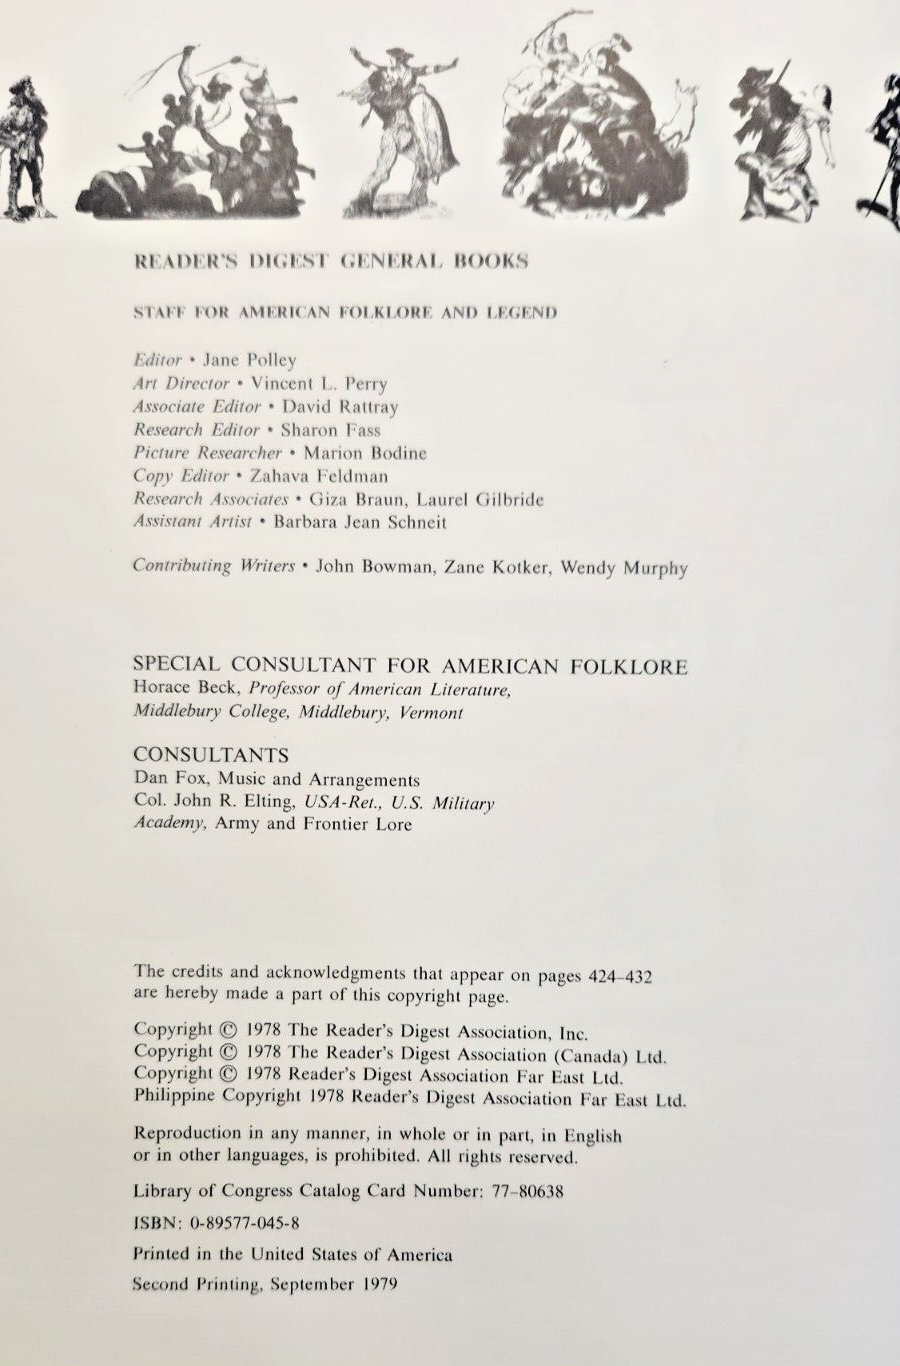 READER'S DIGEST GENERAL BOOKS
STAFF FOR AMERICAN FOLKLORE AND LEGEND
Editor • Jane Polley
Art Director • Vincent L. Perry
Associate Editor • David Rattray
Research Editor • Sharon Fass
Picture Researcher • Marion Bodine
Copy Editor • Zahava Feldman
Research Associates • Giza Braun, Laurel Gilbride
Assistant Artist • Barbara Jean Schneit
Contributing Writers • John Bowman, Zane Kotker, Wendy Murphy
SPECIAL CONSULTANT FOR AMERICAN FOLKLORE
Horace Beck, Professor of American Literature,
Middlebury College, Middlebury, Vermont
CONSULTANTS
Dan Fox, Music and Arrangements
Col. John R. Elting, USA-Ret., U.S. Military
Academy, Army and Frontier Lore
The credits and acknowledgments that appear on pages 424–432
are hereby made a part of this copyright page.
Copyright © 1978 The Reader's Digest Association, Inc.
Copyright © 1978 The Reader's Digest Association (Canada) Ltd.
Copyright © 1978 Reader's Digest Association Far East Ltd.
Philippine Copyright 1978 Reader's Digest Association Far East Ltd.
Reproduction in any manner, in whole or in part, in English
or in other languages, is prohibited. All rights reserved.
Library of Congress Catalog Card Number: 77–80638
ISBN: 0-89577-045-8
Printed in the United States of America
Second Printing, September 1979